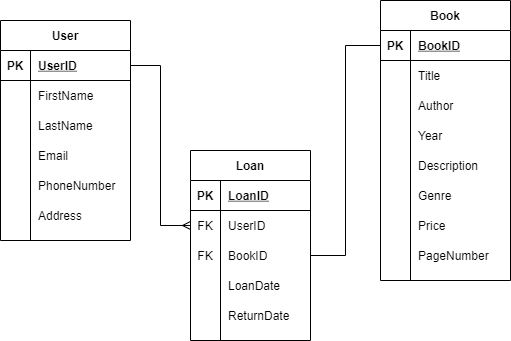 User
PK UserID
FirstName
LastName
Email
PhoneNumber
Address
Loan
PK LoanID
FK UserID
FK BookID
LoanDate
ReturnDate
Book
PK BookID
Title
Author
Year
Description
Genre
Price
PageNumber